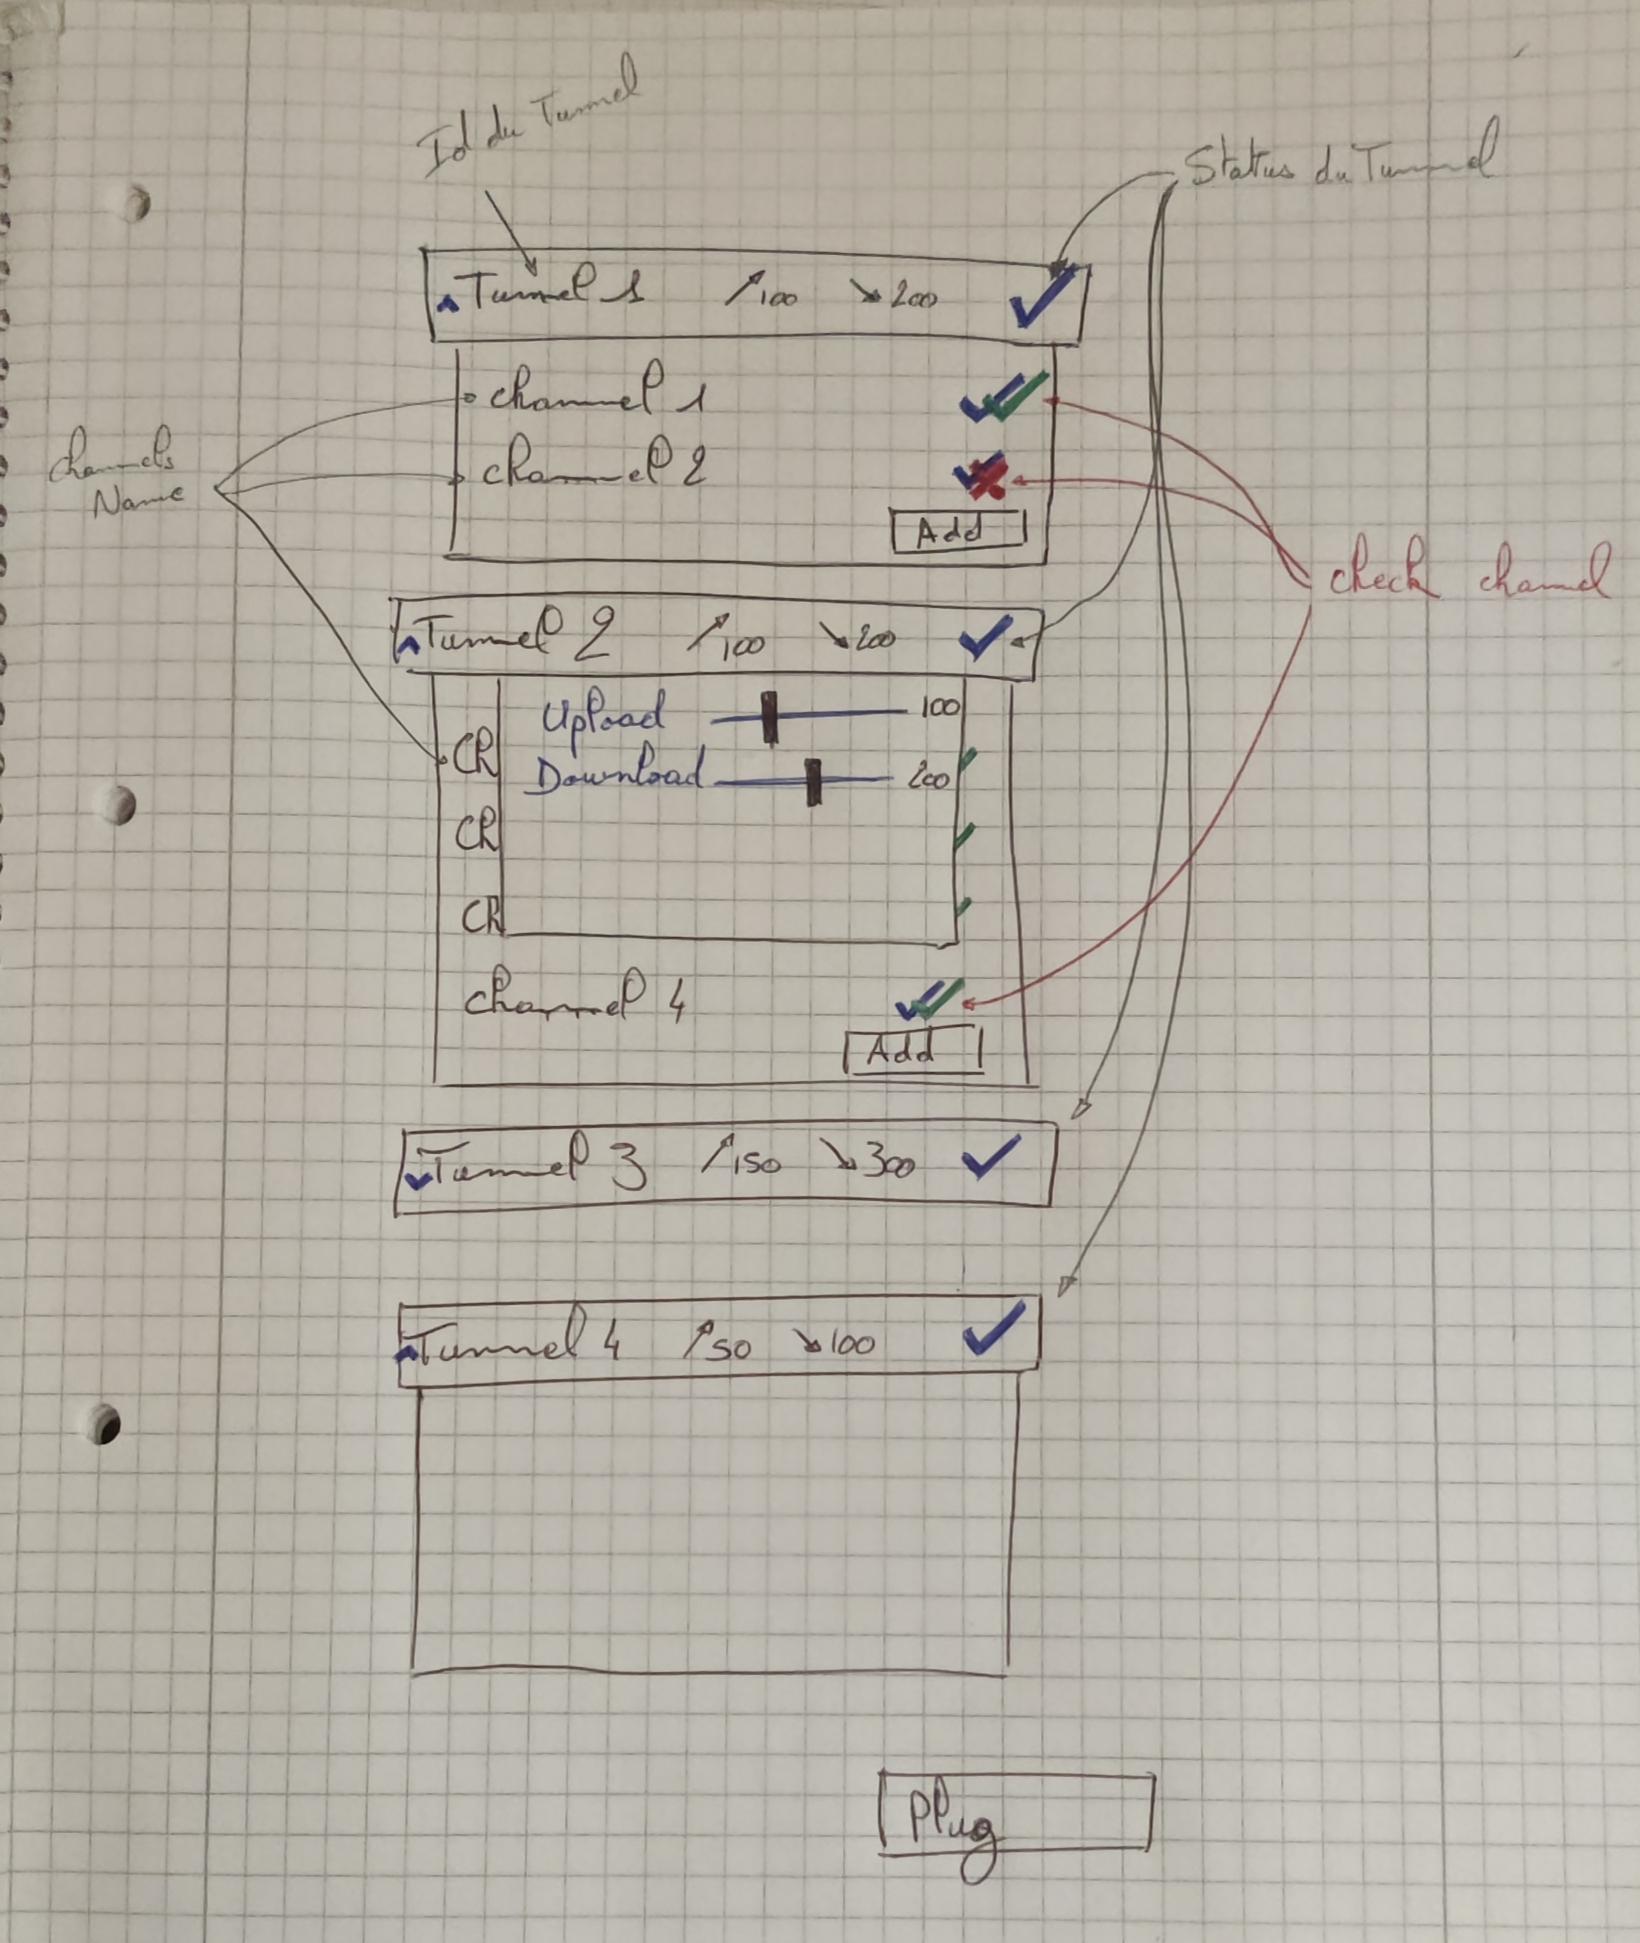 Id du Tunnel
Status du Tunnel
Tunnel 1 ↗100 ↘200
channel 1
channels
Name
channel 2
Add
check channel
Tunnel 2 ↗100 ↘200
Upload 100
Ch
Download 200
Ch
Ch
channel 4
Add
Tunnel 3 ↗150 ↘300
Tunnel 4 ↗50 ↘100
Plug